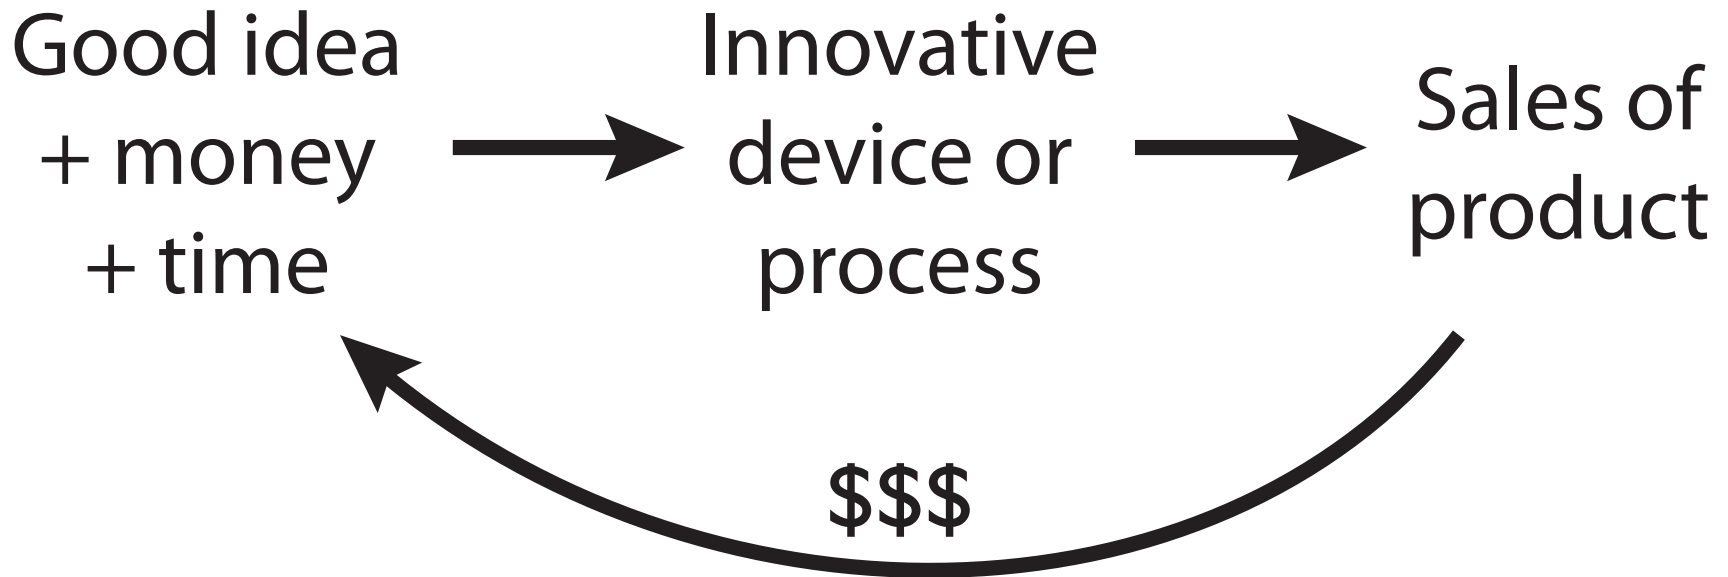 Good idea
+ money
+ time
Innovative
device or
process
Sales of
product
$$$